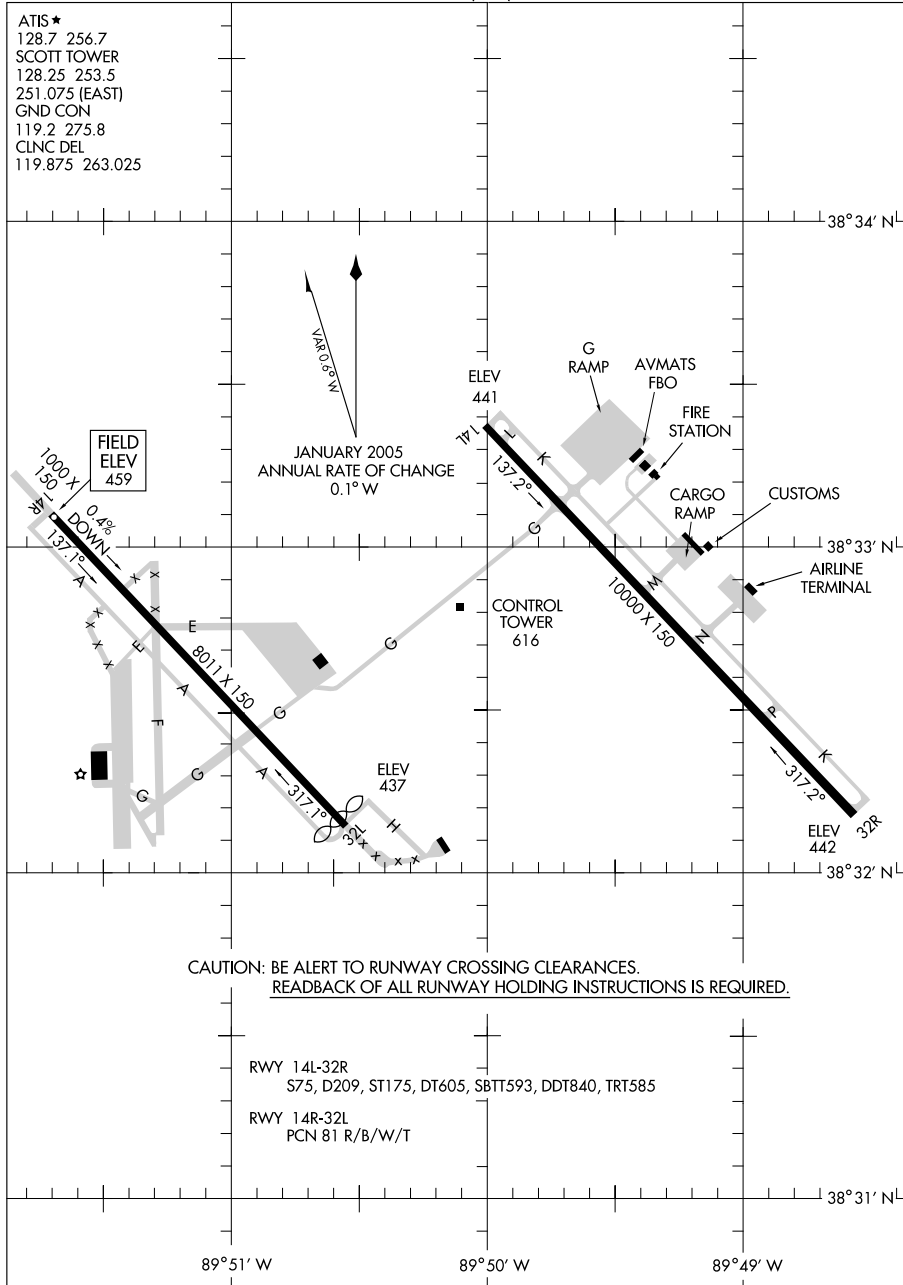 ATIS ★
128.7 256.7
SCOTT TOWER
128.25 253.5
251.075 (EAST)
GND CON
119.2 275.8
CLNC DEL
119.875 263.025
38°34' N
VAR 0.6° W
JANUARY 2005
ANNUAL RATE OF CHANGE
0.1° W
G
RAMP
AVMATS
FBO
FIRE
STATION
ELEV
441
14L
L
K
137.2°
FIELD
ELEV
459
1000 X
150
14R
0.4%
DOWN
137.1°
CARGO
RAMP
CUSTOMS
38°33' N
AIRLINE
TERMINAL
G
M
10000 X 150
CONTROL
TOWER
616
A
X
X
X
X
X
X
X
X
E
E
N
G
8011 X 150
A
F
G
P
K
G
A
G
ELEV
437
317.1°
32L
H
X
X
X
X
317.2°
32R
ELEV
442
38°32' N
CAUTION: BE ALERT TO RUNWAY CROSSING CLEARANCES.
READBACK OF ALL RUNWAY HOLDING INSTRUCTIONS IS REQUIRED.
RWY 14L-32R
S75, D209, ST175, DT605, SBTT593, DDT840, TRT585
RWY 14R-32L
PCN 81 R/B/W/T
38°31' N
89°51' W
89°50' W
89°49' W